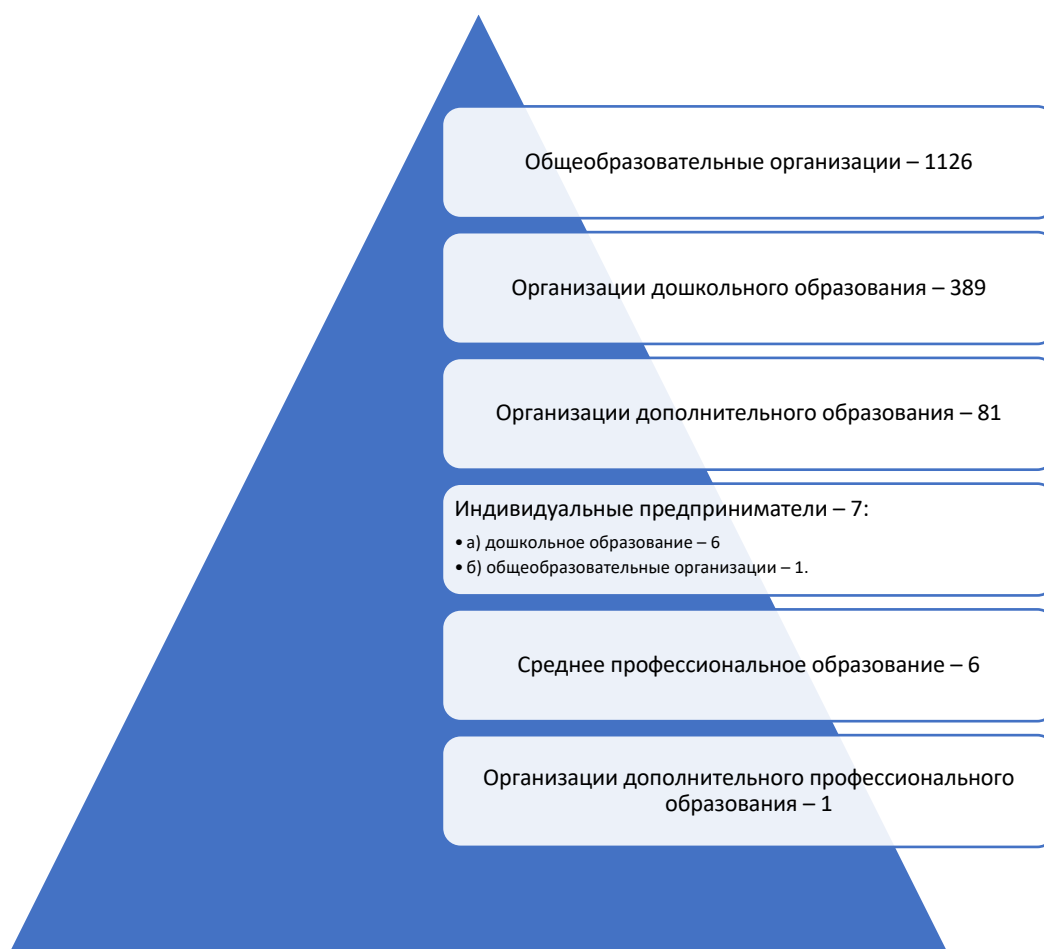 Общеобразовательные организации – 1126
Организации дошкольного образования – 389
Организации дополнительного образования – 81
Индивидуальные предприниматели – 7:
• а) дошкольное образование – 6
• б) общеобразовательные организации – 1.
Среднее профессиональное образование – 6
Организации дополнительного профессионального
образования – 1